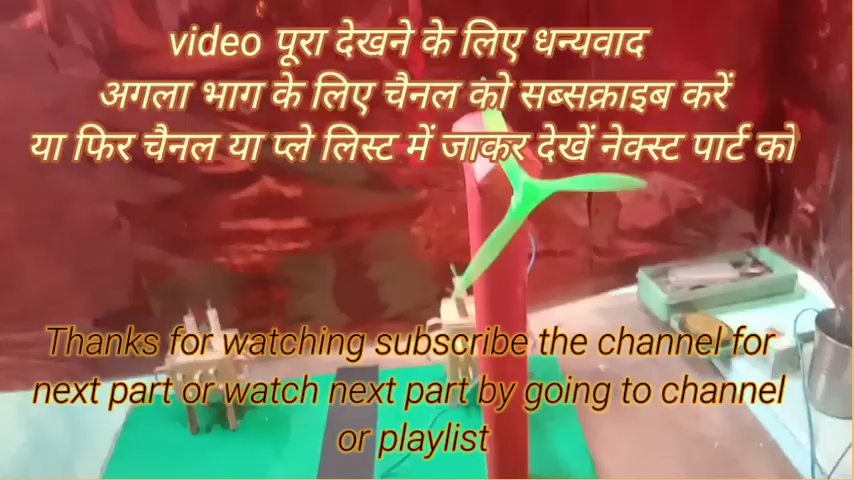 video पूरा देखने के लिए धन्यवाद
अगला भाग के लिए चैनल को सब्सक्राइब करें
या फिर चैनल या प्ले लिस्ट में जाकर देखें नेक्स्ट पार्ट को
Thanks for watching subscribe the channel for
next part or watch next part by going to channel
or playlist